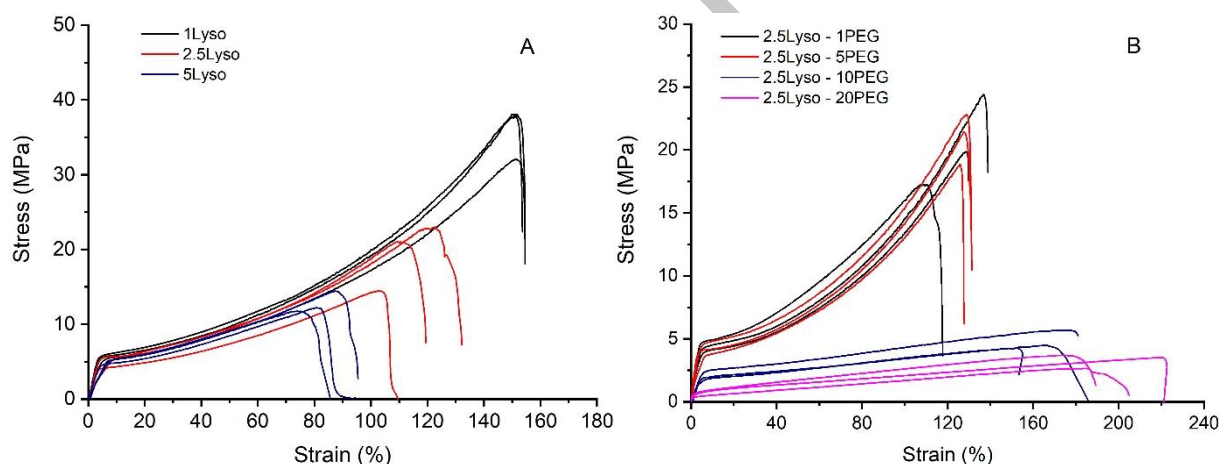 A
1Lyso
2.5Lyso
5Lyso
Stress (MPa)
50
40
30
20
10
0
0 20 40 60 80 100 120 140 160 180
Strain (%)
B
2.5Lyso - 1PEG
2.5Lyso - 5PEG
2.5Lyso - 10PEG
2.5Lyso - 20PEG
Stress (MPa)
30
25
20
15
10
5
0
0 40 80 120 160 200 240
Strain (%)